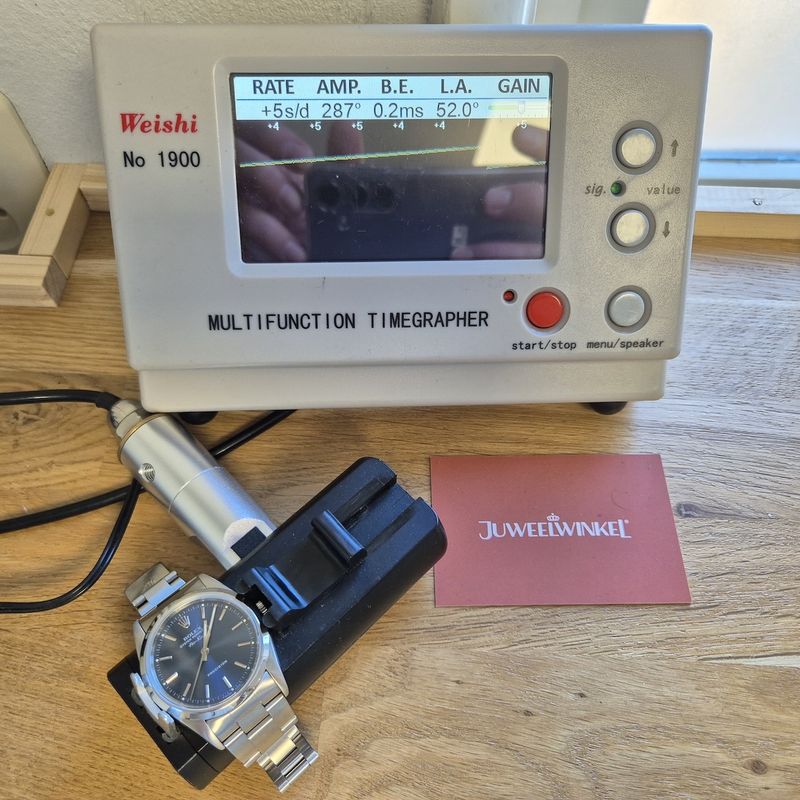 RATE AMP. B.E. L.A. GAIN
+5s/d 287° 0.2ms 52.0°
+4 +5 +5 +4 +4 +5
Weishi
No 1900
sig. value
MULTIFUNCTION TIMEGRAPHER
start/stop menu/speaker
JUWEELWINKEL®
ROLEX